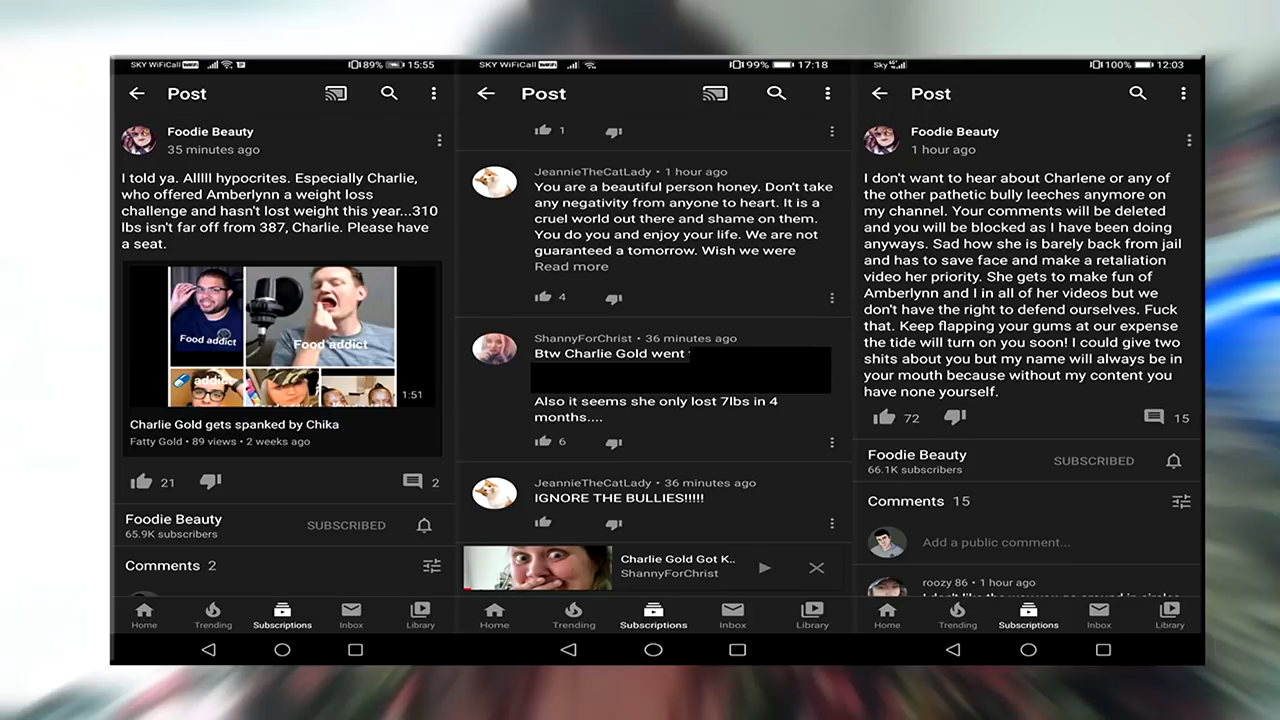 SKY WiFiCall
89%
15:55
Post
Foodie Beauty
35 minutes ago
I told ya. Alllll hypocrites. Especially Charlie,
who offered Amberlynn a weight loss
challenge and hasn't lost weight this year...310
lbs isn't far off from 387, Charlie. Please have
a seat.
Food addict
Food addict
addict
1:51
Charlie Gold gets spanked by Chika
Fatty Gold • 89 views • 2 weeks ago
21
2
Foodie Beauty
SUBSCRIBED
65.9K subscribers
Comments 2
Home
Trending
Subscriptions
Inbox
Library
SKY WiFiCall
99%
17:18
Post
1
JeannieTheCatLady • 1 hour ago
You are a beautiful person honey. Don't take
any negativity from anyone to heart. It is a
cruel world out there and shame on them.
You do you and enjoy your life. We are not
guaranteed a tomorrow. Wish we were
Read more
4
ShannyForChrist • 36 minutes ago
Btw Charlie Gold went
Also it seems she only lost 7lbs in 4
months....
6
JeannieTheCatLady • 36 minutes ago
IGNORE THE BULLIES!!!!!
Charlie Gold Got K..
ShannyForChrist
Home
Trending
Subscriptions
Inbox
Library
Sky
100%
12:03
Post
Foodie Beauty
1 hour ago
I don't want to hear about Charlene or any of
the other pathetic bully leeches anymore on
my channel. Your comments will be deleted
and you will be blocked as I have been doing
anyways. Sad how she is barely back from jail
and has to save face and make a retaliation
video her priority. She gets to make fun of
Amberlynn and I in all of her videos but we
don't have the right to defend ourselves. Fuck
that. Keep flapping your gums at our expense
the tide will turn on you soon! I could give two
shits about you but my name will always be in
your mouth because without my content you
have none yourself.
72
15
Foodie Beauty
SUBSCRIBED
66.1K subscribers
Comments 15
Add a public comment...
roozy 86 • 1 hour ago
Home
Trending
Subscriptions
Inbox
Library